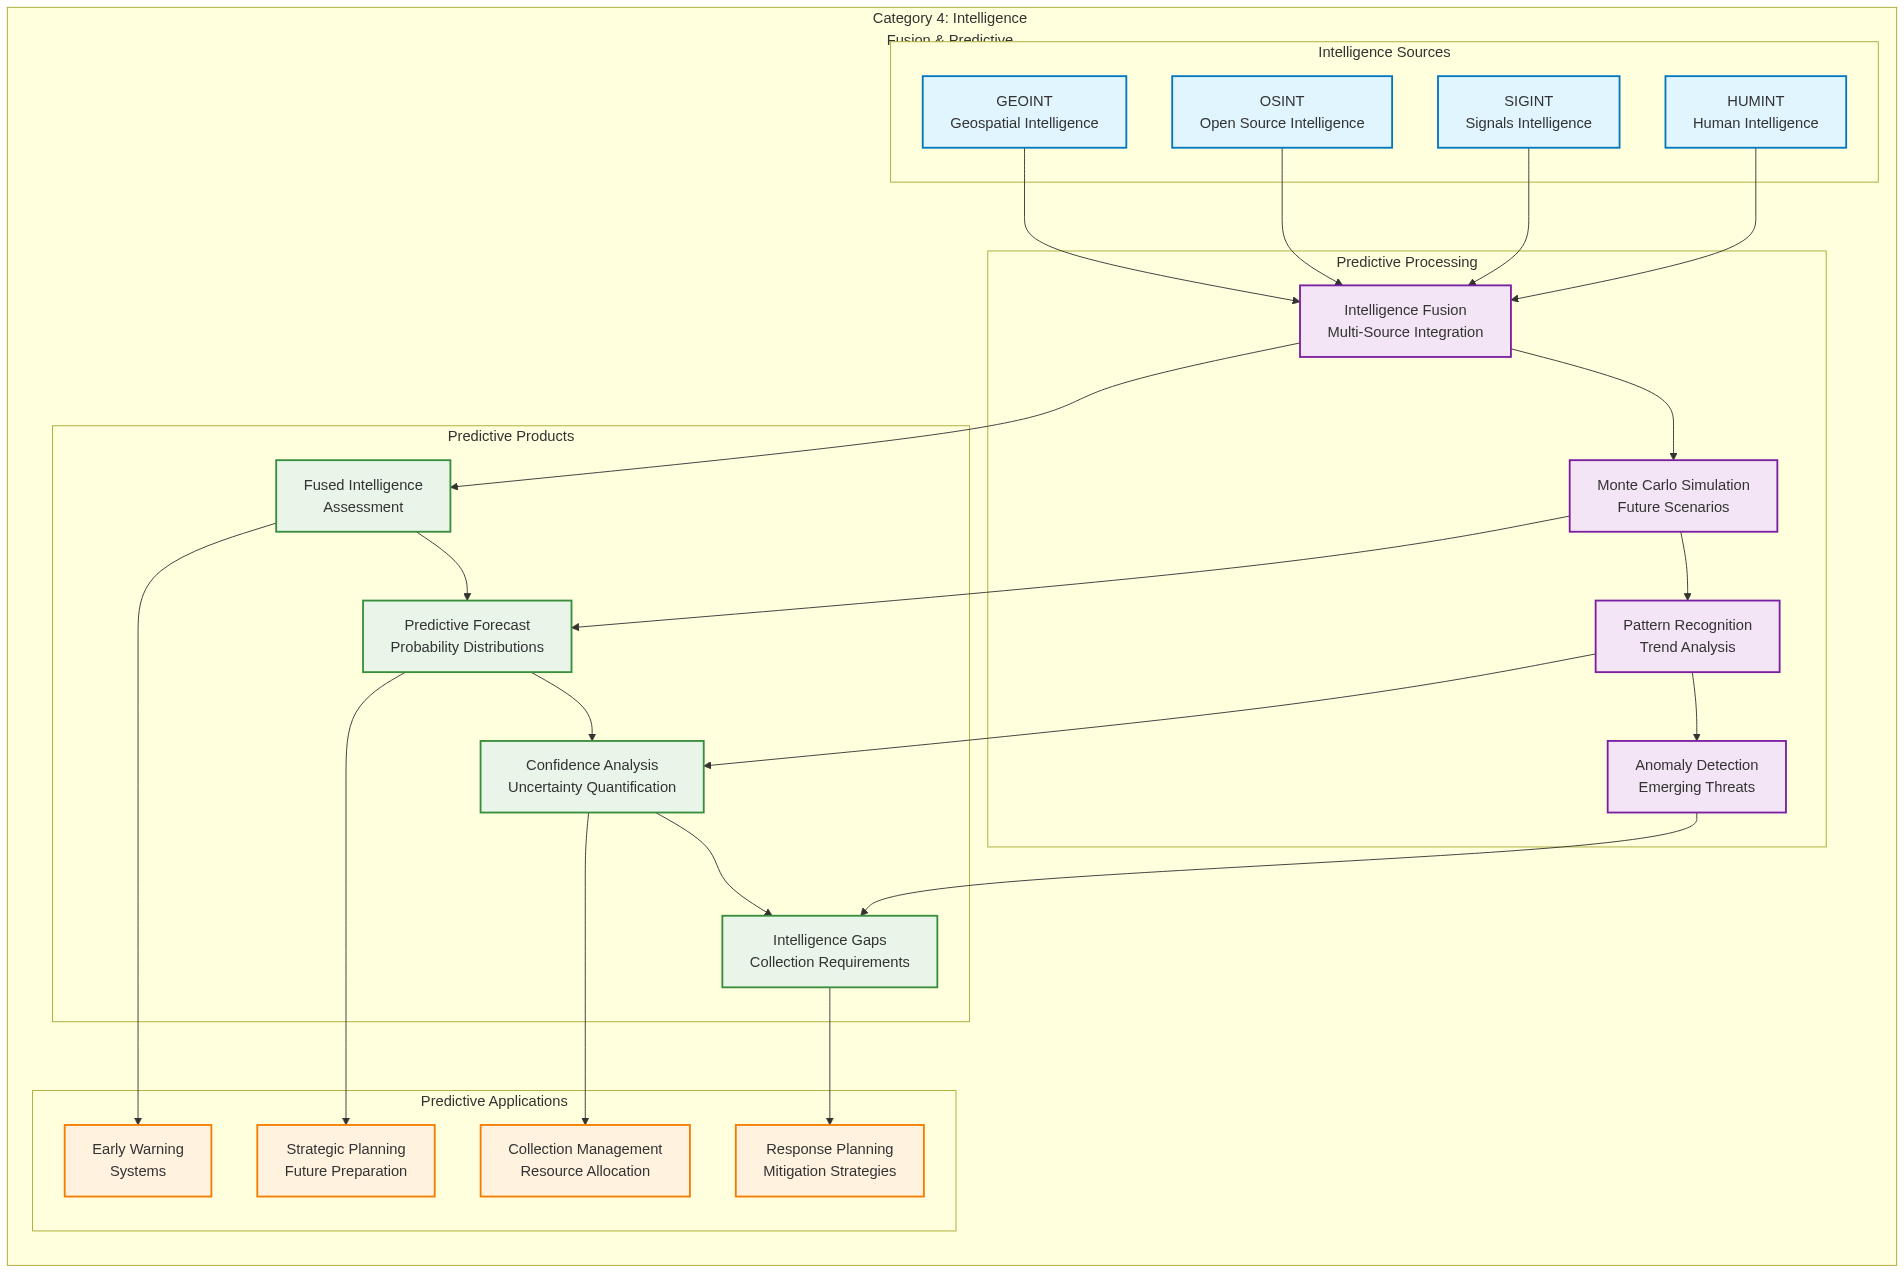 Category 4: Intelligence
Fusion & Predictive
Intelligence Sources
GEOINT
Geospatial Intelligence
OSINT
Open Source Intelligence
SIGINT
Signals Intelligence
HUMINT
Human Intelligence
Predictive Processing
Intelligence Fusion
Multi-Source Integration
Predictive Products
Fused Intelligence
Assessment
Monte Carlo Simulation
Future Scenarios
Predictive Forecast
Probability Distributions
Pattern Recognition
Trend Analysis
Confidence Analysis
Uncertainty Quantification
Anomaly Detection
Emerging Threats
Intelligence Gaps
Collection Requirements
Predictive Applications
Early Warning
Systems
Strategic Planning
Future Preparation
Collection Management
Resource Allocation
Response Planning
Mitigation Strategies